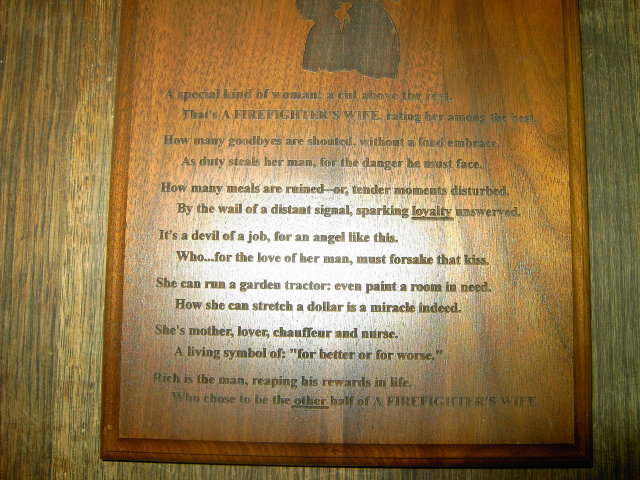 A special kind of woman: a cut above the rest.
That's A FIREFIGHTER'S WIFE, rating her among the best.
How many goodbyes are shouted, without a fond embrace.
As duty steals her man, for the danger he must face.
How many meals are ruined—or, tender moments disturbed.
By the wail of a distant signal, sparking loyalty unswerved.
It's a devil of a job, for an angel like this.
Who...for the love of her man, must forsake that kiss.
She can run a garden tractor: even paint a room in need.
How she can stretch a dollar is a miracle indeed.
She's mother, lover, chauffeur and nurse.
A living symbol of: "for better or for worse."
Rich is the man, reaping his rewards in life.
Who chose to be the other half of A FIREFIGHTER'S WIFE.